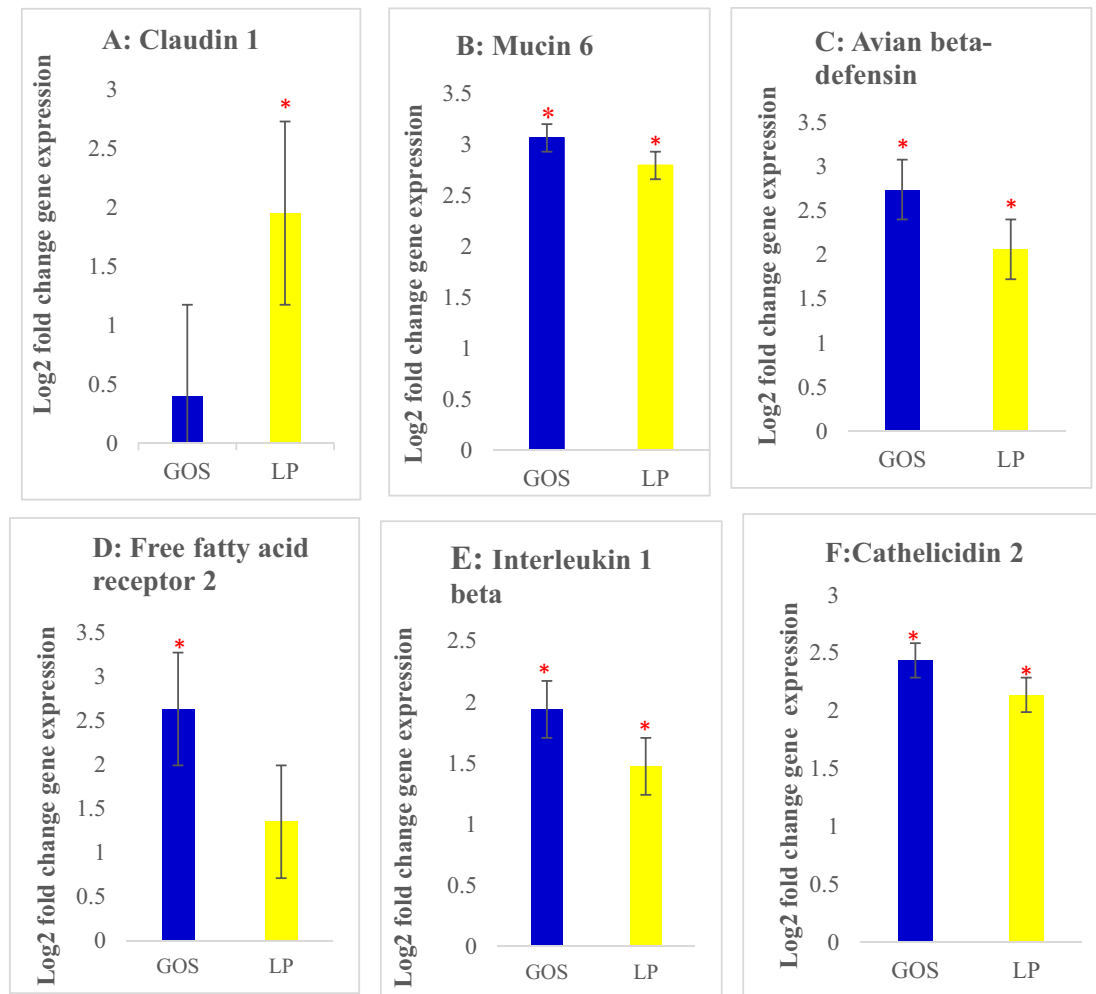 A: Claudin 1
Log2 fold change gene expression
3
*
2.5
2
1.5
1
0.5
0
GOS LP
B: Mucin 6
Log2 fold change gene expression
3.5
* *
3
2.5
2
1.5
1
0.5
0
GOS LP
C: Avian beta-
defensin
Log2 fold change gene expression
3.5
*
3
*
2.5
2
1.5
1
0.5
0
GOS LP
D: Free fatty acid
receptor 2
Log2 fold change gene expression
3.5
*
3
2.5
2
1.5
1
0.5
0
GOS LP
E: Interleukin 1
beta
Log2 fold change gene expression
2.5
*
2
*
1.5
1
0.5
0
GOS LP
F:Cathelicidin 2
Log2 fold change gene expression
3
* *
2.5
2
1.5
1
0.5
0
GOS LP